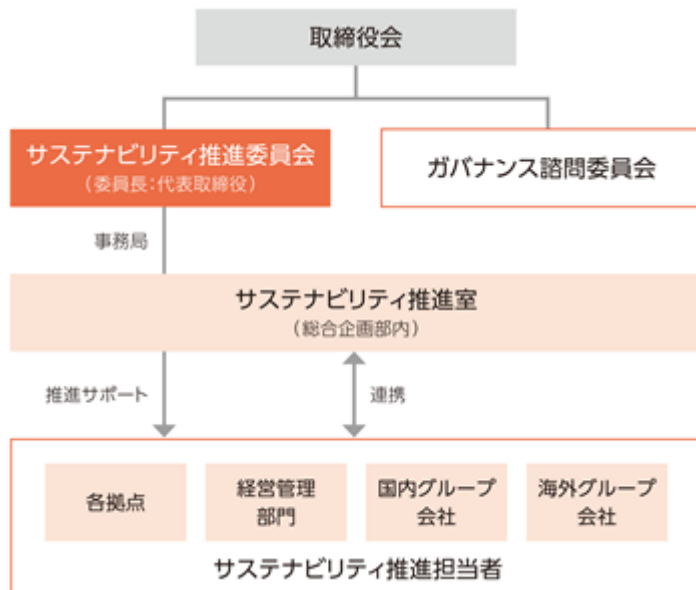 取締役会
サステナビリティ推進委員会
（委員長：代表取締役）
ガバナンス諮問委員会
事務局
サステナビリティ推進室
（総合企画部内）
推進サポート
連携
各拠点
経営管理
部門
国内グループ
会社
海外グループ
会社
サステナビリティ推進担当者